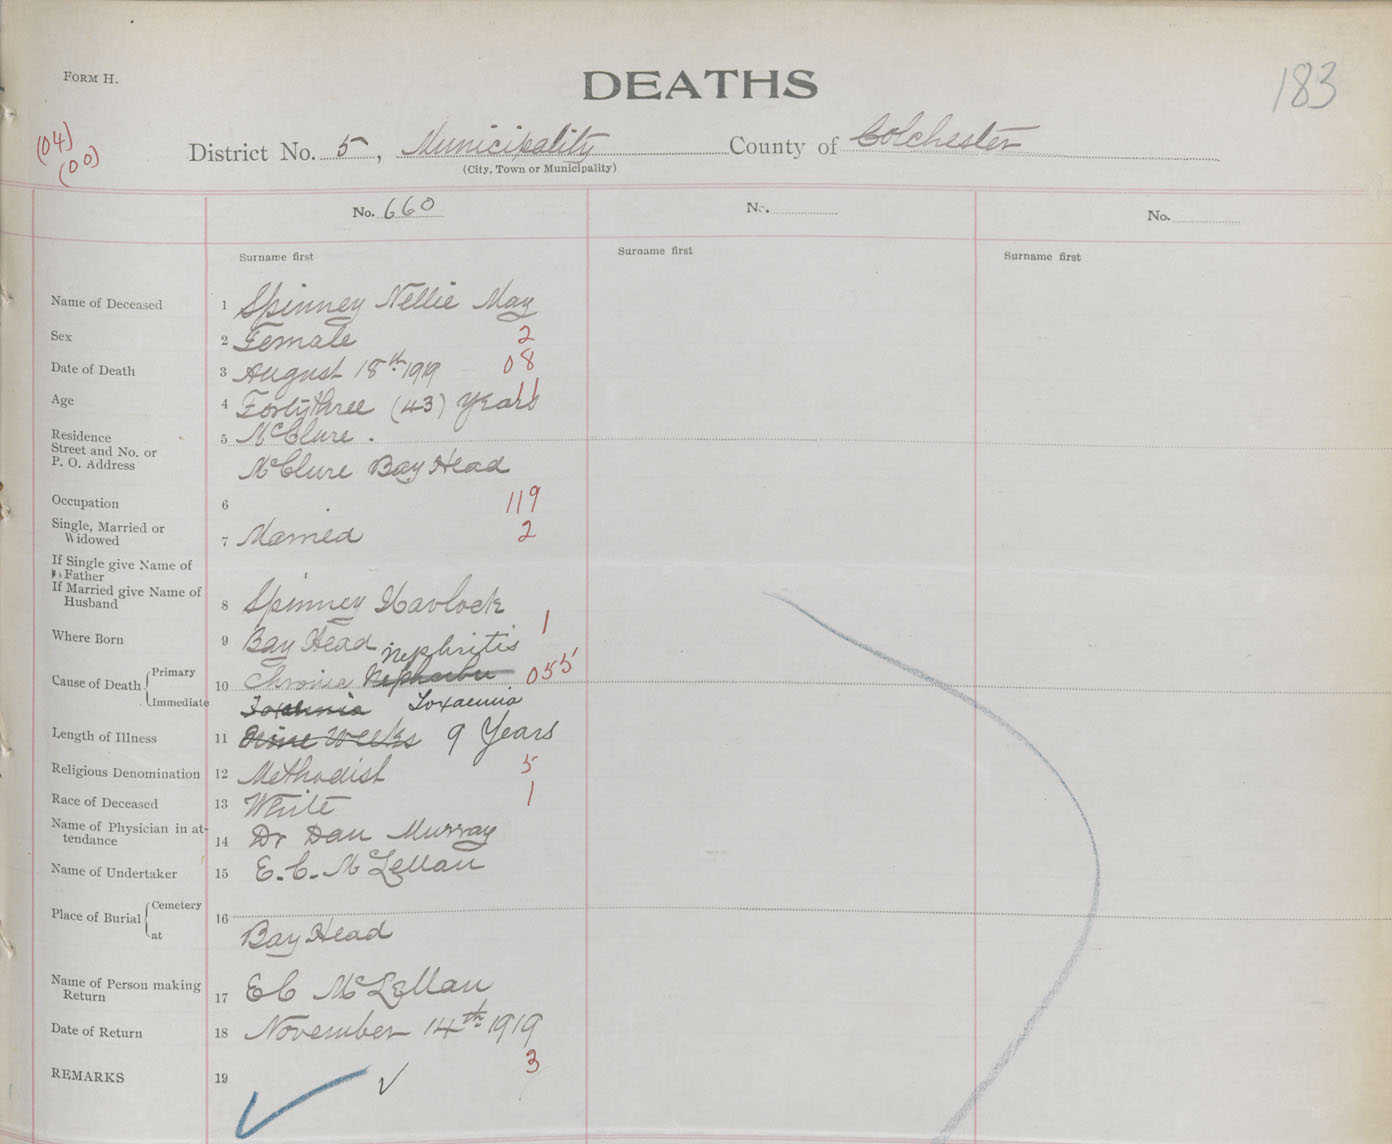 FORM H.
DEATHS
183
(04)
(00)
District No. 5, Municipality County of Colchester
(City, Town or Municipality)
No. 660 No. No.
Surname first Surname first Surname first
Name of Deceased 1 Spinney Nellie May
Sex 2 Female 2
Date of Death 3 August 18th 1919 08
Age 4 Fortythree (43) years 11
Residence 5 McClure.
Street and No. or
P. O. Address McClure Bay Head
Occupation 6 119
Single, Married or
Widowed 7 Married 2
If Single give Name of
Father
If Married give Name of
Husband 8 Spinney Havlock
Where Born 9 Bay Head 1
Nephritis
Cause of Death Primary 10 Chronic 055
Immediate Toxaemia Toxaemia
Length of Illness 11 Nine Weeks 9 Years
Religious Denomination 12 Methodist 5
Race of Deceased 13 White 1
Name of Physician in at-
tendance 14 Dr Dan Murray
Name of Undertaker 15 E. C. McLellan
Place of Burial Cemetery 16
at Bay Head
Name of Person making
Return 17 E C McLellan
Date of Return 18 November 14th 1919
3
REMARKS 19